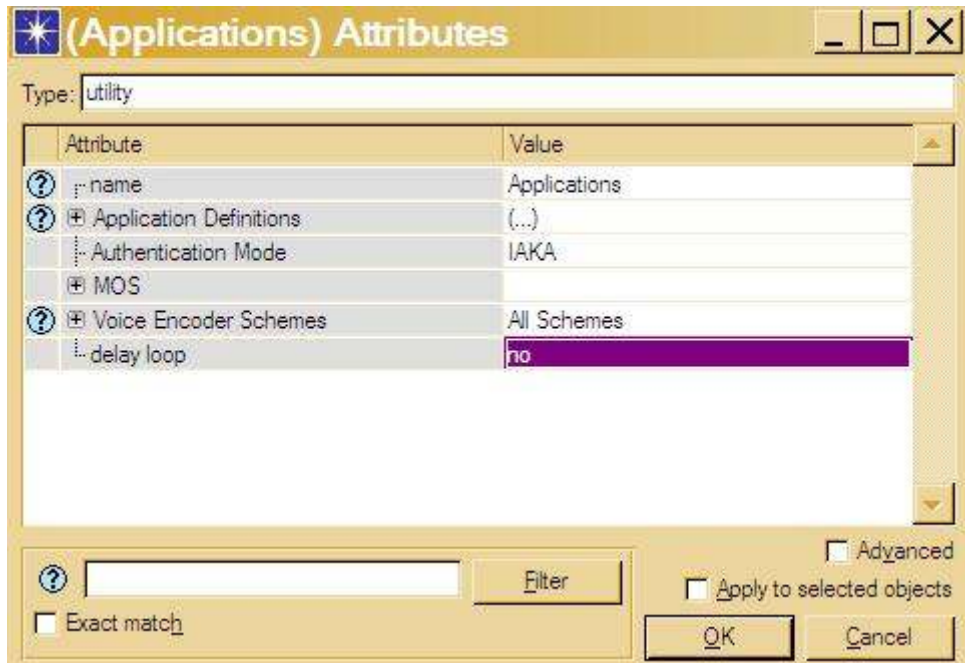 (Applications) Attributes
Type: utility
Attribute Value
name Applications
Application Definitions (...)
Authentication Mode IAKA
MOS
Voice Encoder Schemes All Schemes
delay loop no
Advanced
Filter
Apply to selected objects
Exact match
OK Cancel